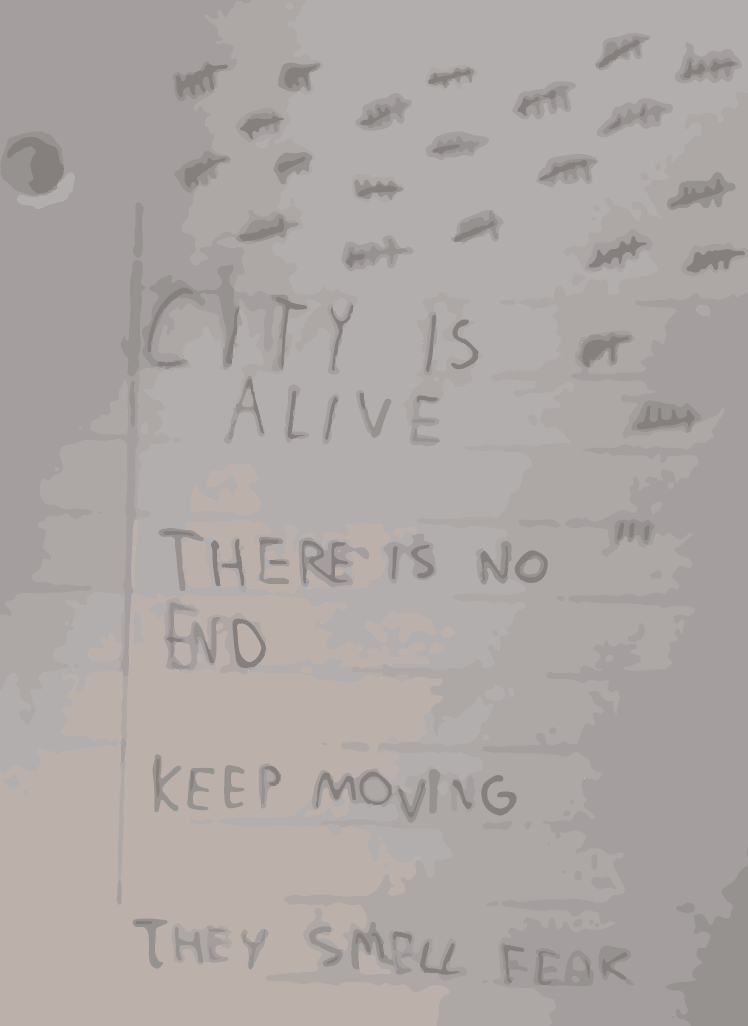 CITY IS
ALIVE
THERE IS NO
END
KEEP MOVING
THEY SMELL FEAR